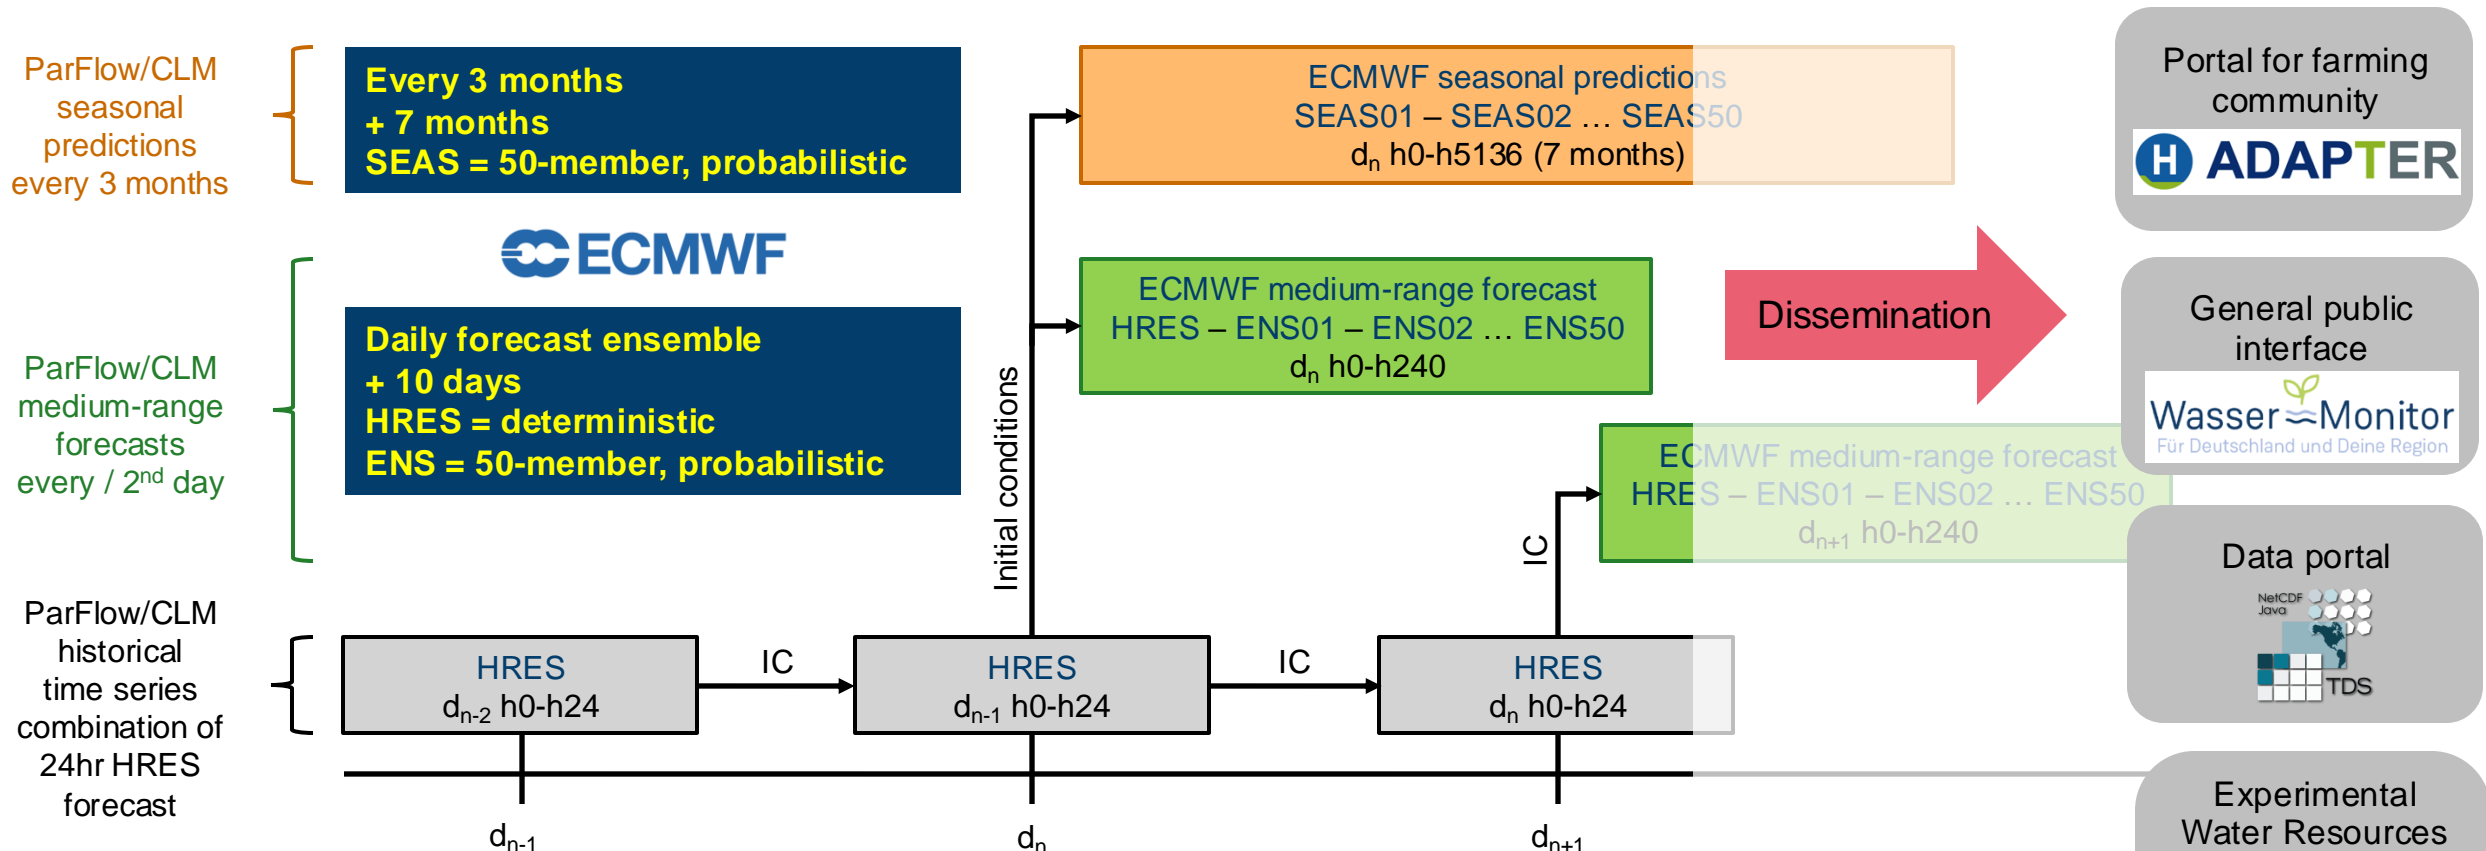 ParFlow/CLM
seasonal
predictions
every 3 months
Every 3 months
+ 7 months
SEAS = 50-member, probabilistic
ECMWF seasonal predictions
SEAS01 – SEAS02 … SEAS50
dn h0-h5136 (7 months)
Portal for farming
community
H ADAPTER
ECMWF
ParFlow/CLM
medium-range
forecasts
every / 2nd day
Daily forecast ensemble
+ 10 days
HRES = deterministic
ENS = 50-member, probabilistic
Initial conditions
ECMWF medium-range forecast
HRES – ENS01 – ENS02 … ENS50
dn h0-h240
Dissemination
General public
interface
Wasser Monitor
Für Deutschland und Deine Region
IC
ECMWF medium-range forecast
HRES – ENS01 – ENS02 … ENS50
dn+1 h0-h240
Data portal
NetCDF
Java
TDS
ParFlow/CLM
historical
time series
combination of
24hr HRES
forecast
HRES
dn-2 h0-h24
IC
HRES
dn-1 h0-h24
IC
HRES
dn h0-h24
dn-1
dn
dn+1
Experimental
Water Resources